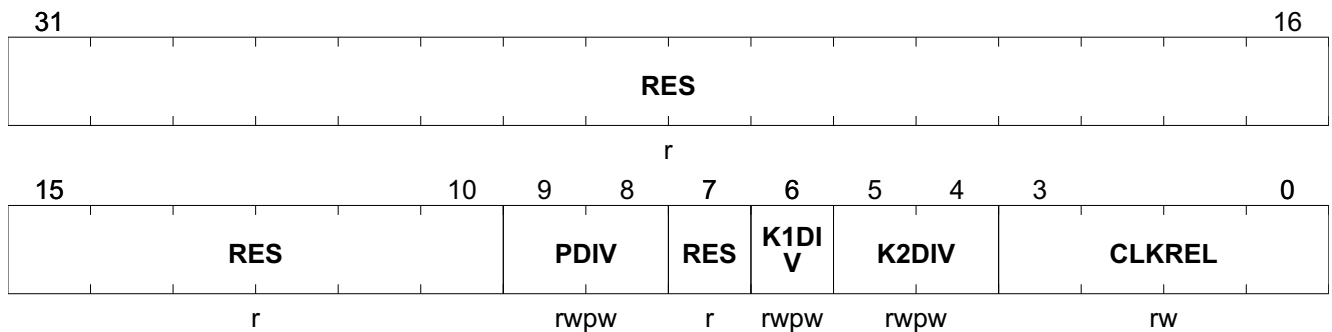 31 16
RES
r
15 10 9 8 7 6 5 4 3 0
RES PDIV RES K1DI
V K2DIV CLKREL
r rwpw r rwpw rwpw rw